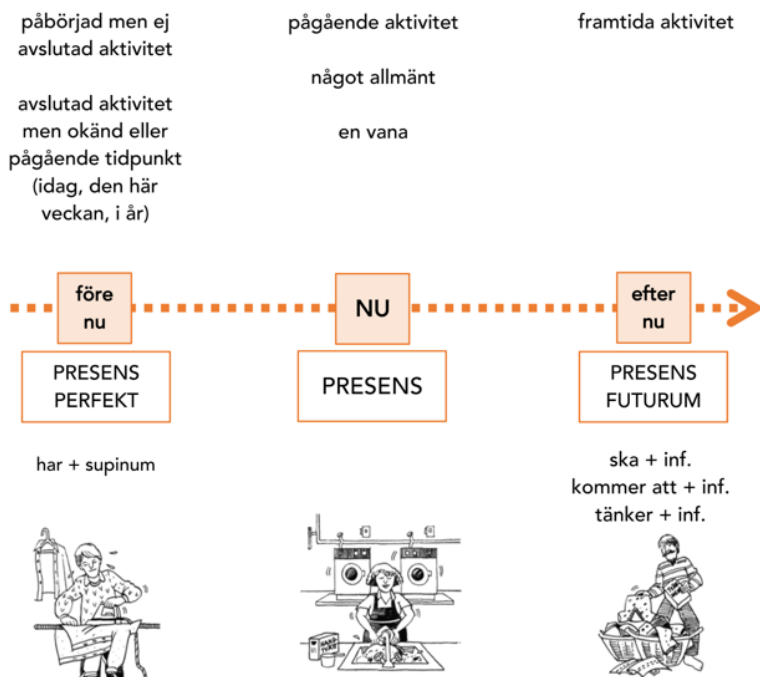 påbörjad men ej
avslutad aktivitet
avslutad aktivitet
men okänd eller
pågående tidpunkt
(idag, den här
veckan, i år)
pågående aktivitet
något allmänt
en vana
framtida aktivitet
före
nu
NU
efter
nu
PRESENS
PERFEKT
PRESENS
PRESENS
FUTURUM
har + supinum
ska + inf.
kommer att + inf.
tänker + inf.